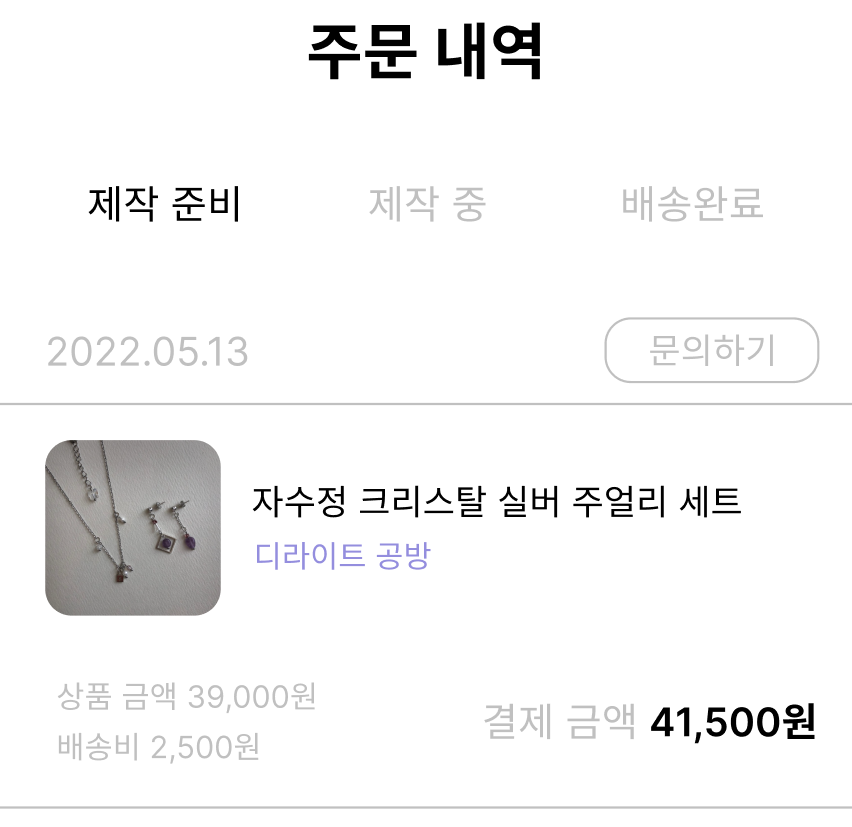 주문 내역
제작 준비 제작 중 배송완료
2022.05.13 문의하기
자수정 크리스탈 실버 주얼리 세트
디라이트 공방
상품 금액 39,000원
결제 금액 41,500원
배송비 2,500원